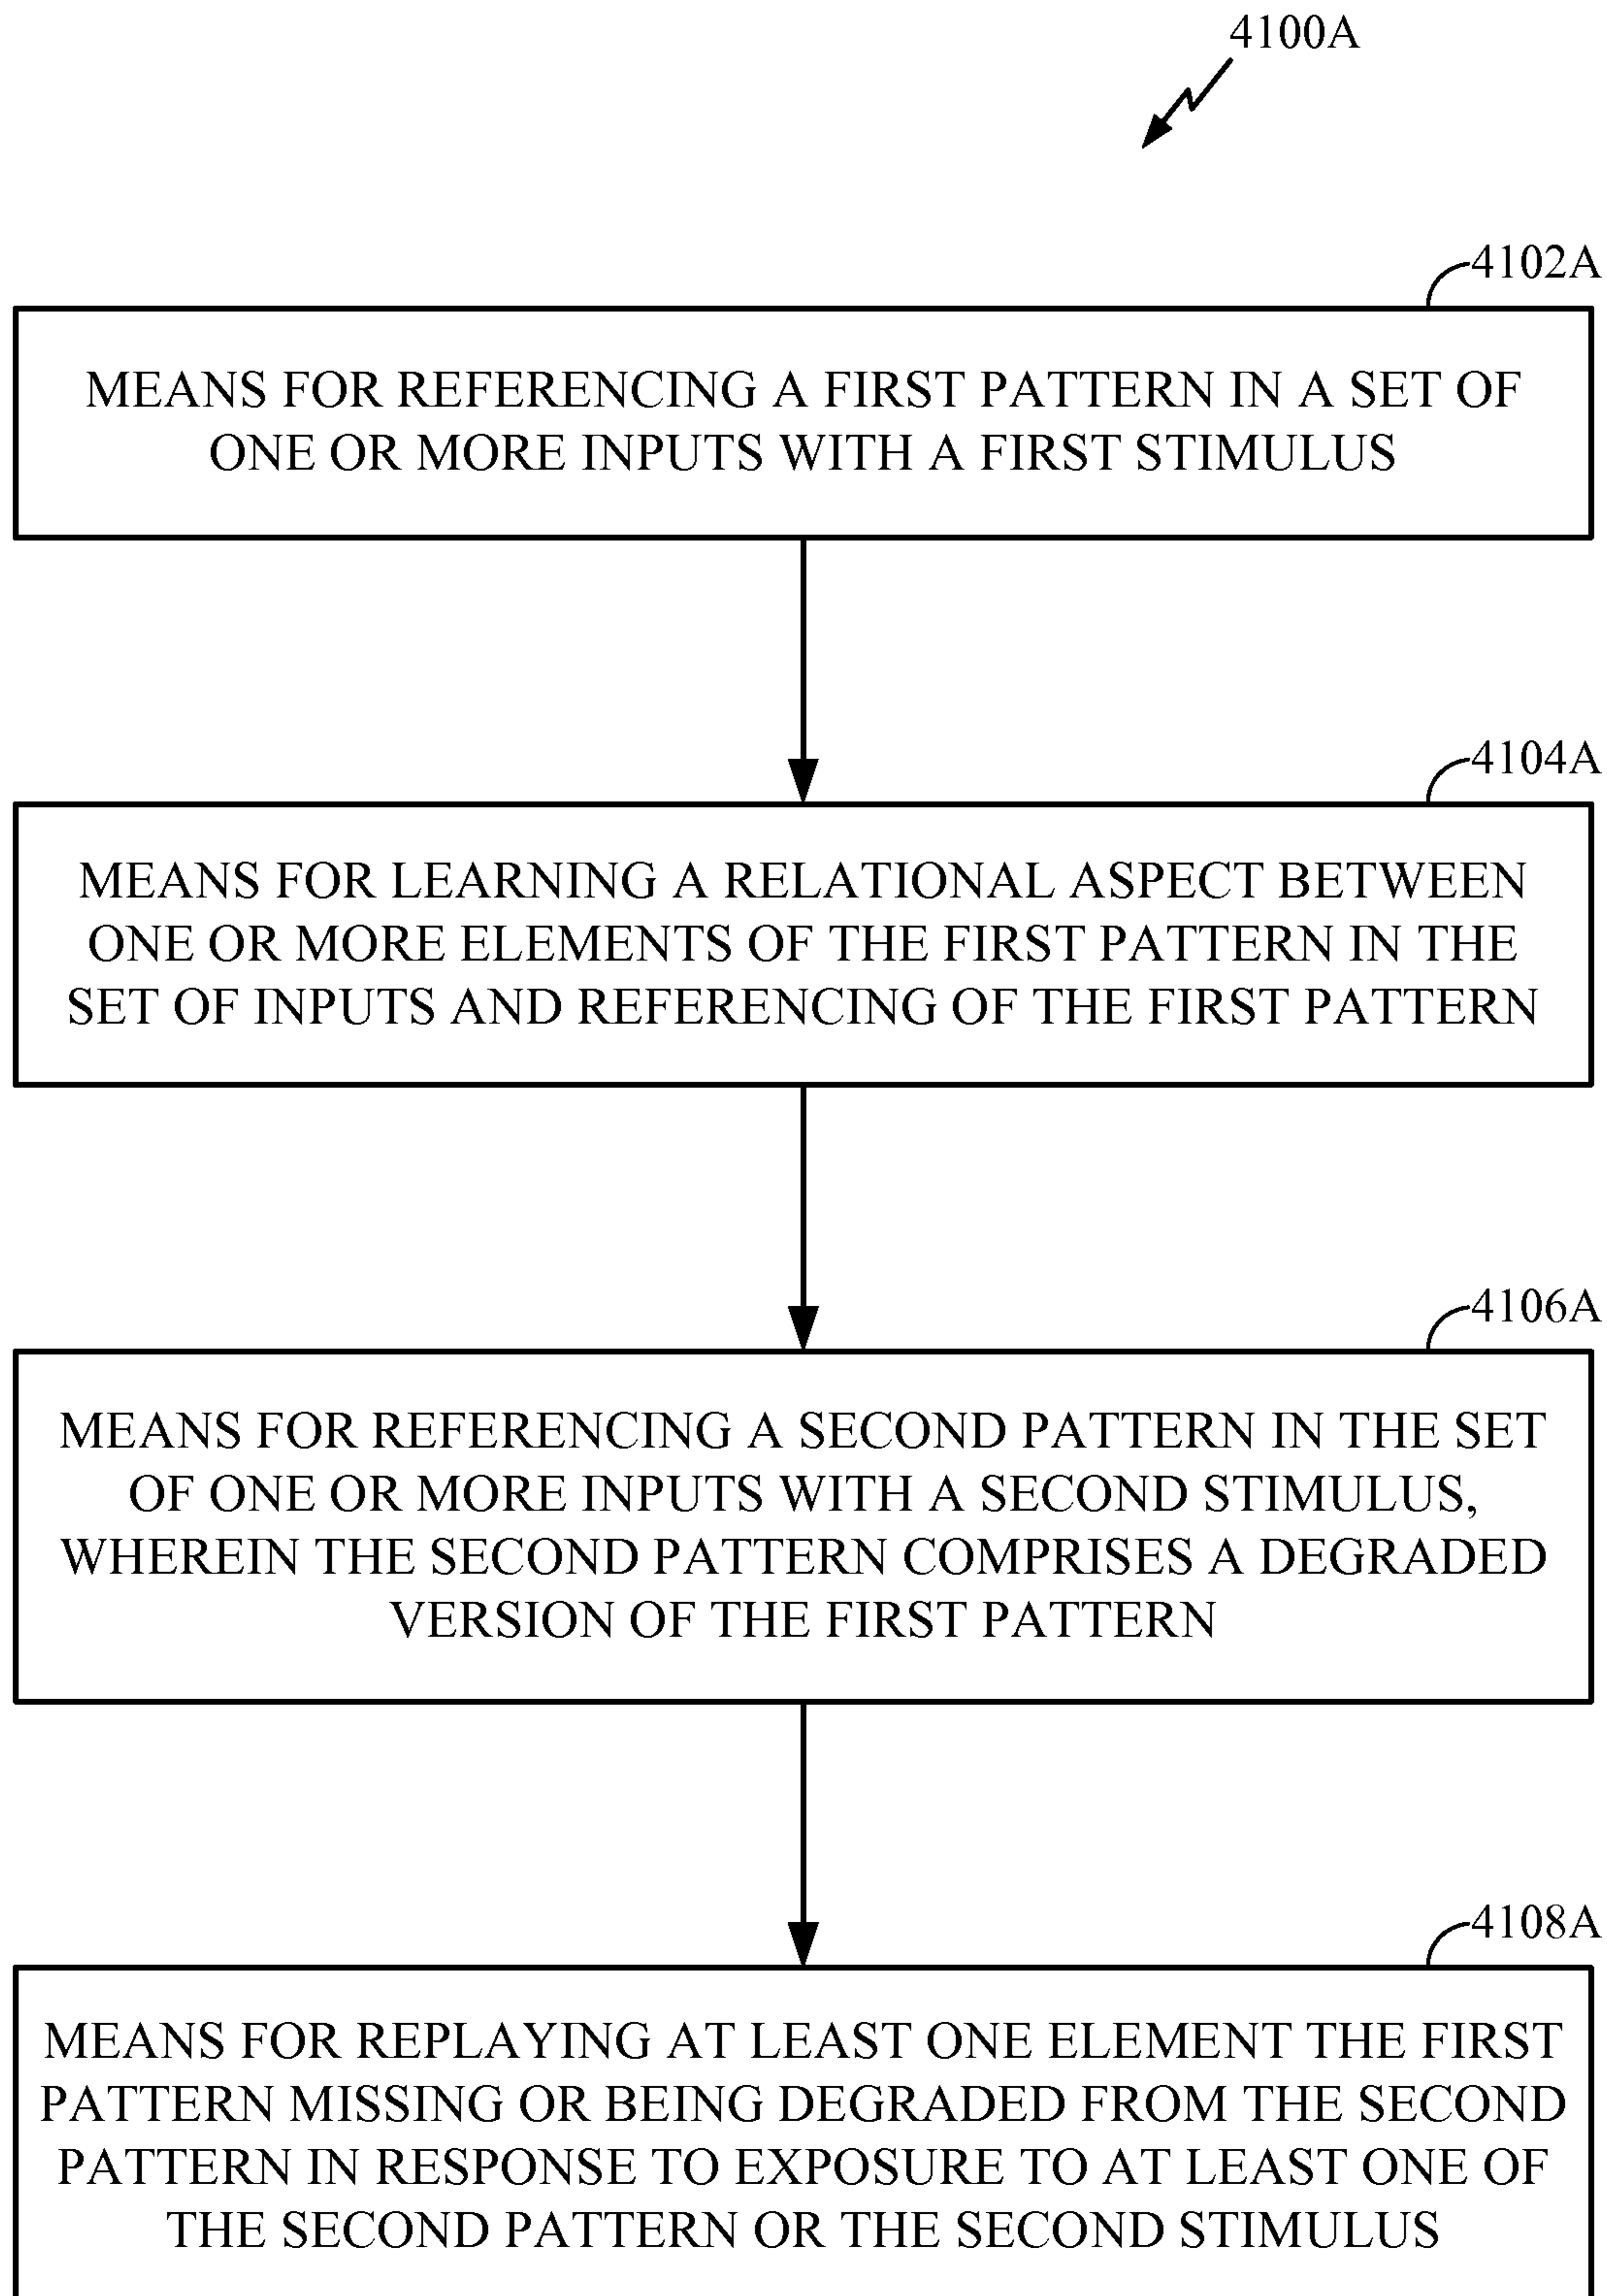 4100A
4102A
MEANS FOR REFERENCING A FIRST PATTERN IN A SET OF
ONE OR MORE INPUTS WITH A FIRST STIMULUS
4104A
MEANS FOR LEARNING A RELATIONAL ASPECT BETWEEN
ONE OR MORE ELEMENTS OF THE FIRST PATTERN IN THE
SET OF INPUTS AND REFERENCING OF THE FIRST PATTERN
4106A
MEANS FOR REFERENCING A SECOND PATTERN IN THE SET
OF ONE OR MORE INPUTS WITH A SECOND STIMULUS,
WHEREIN THE SECOND PATTERN COMPRISES A DEGRADED
VERSION OF THE FIRST PATTERN
4108A
MEANS FOR REPLAYING AT LEAST ONE ELEMENT THE FIRST
PATTERN MISSING OR BEING DEGRADED FROM THE SECOND
PATTERN IN RESPONSE TO EXPOSURE TO AT LEAST ONE OF
THE SECOND PATTERN OR THE SECOND STIMULUS